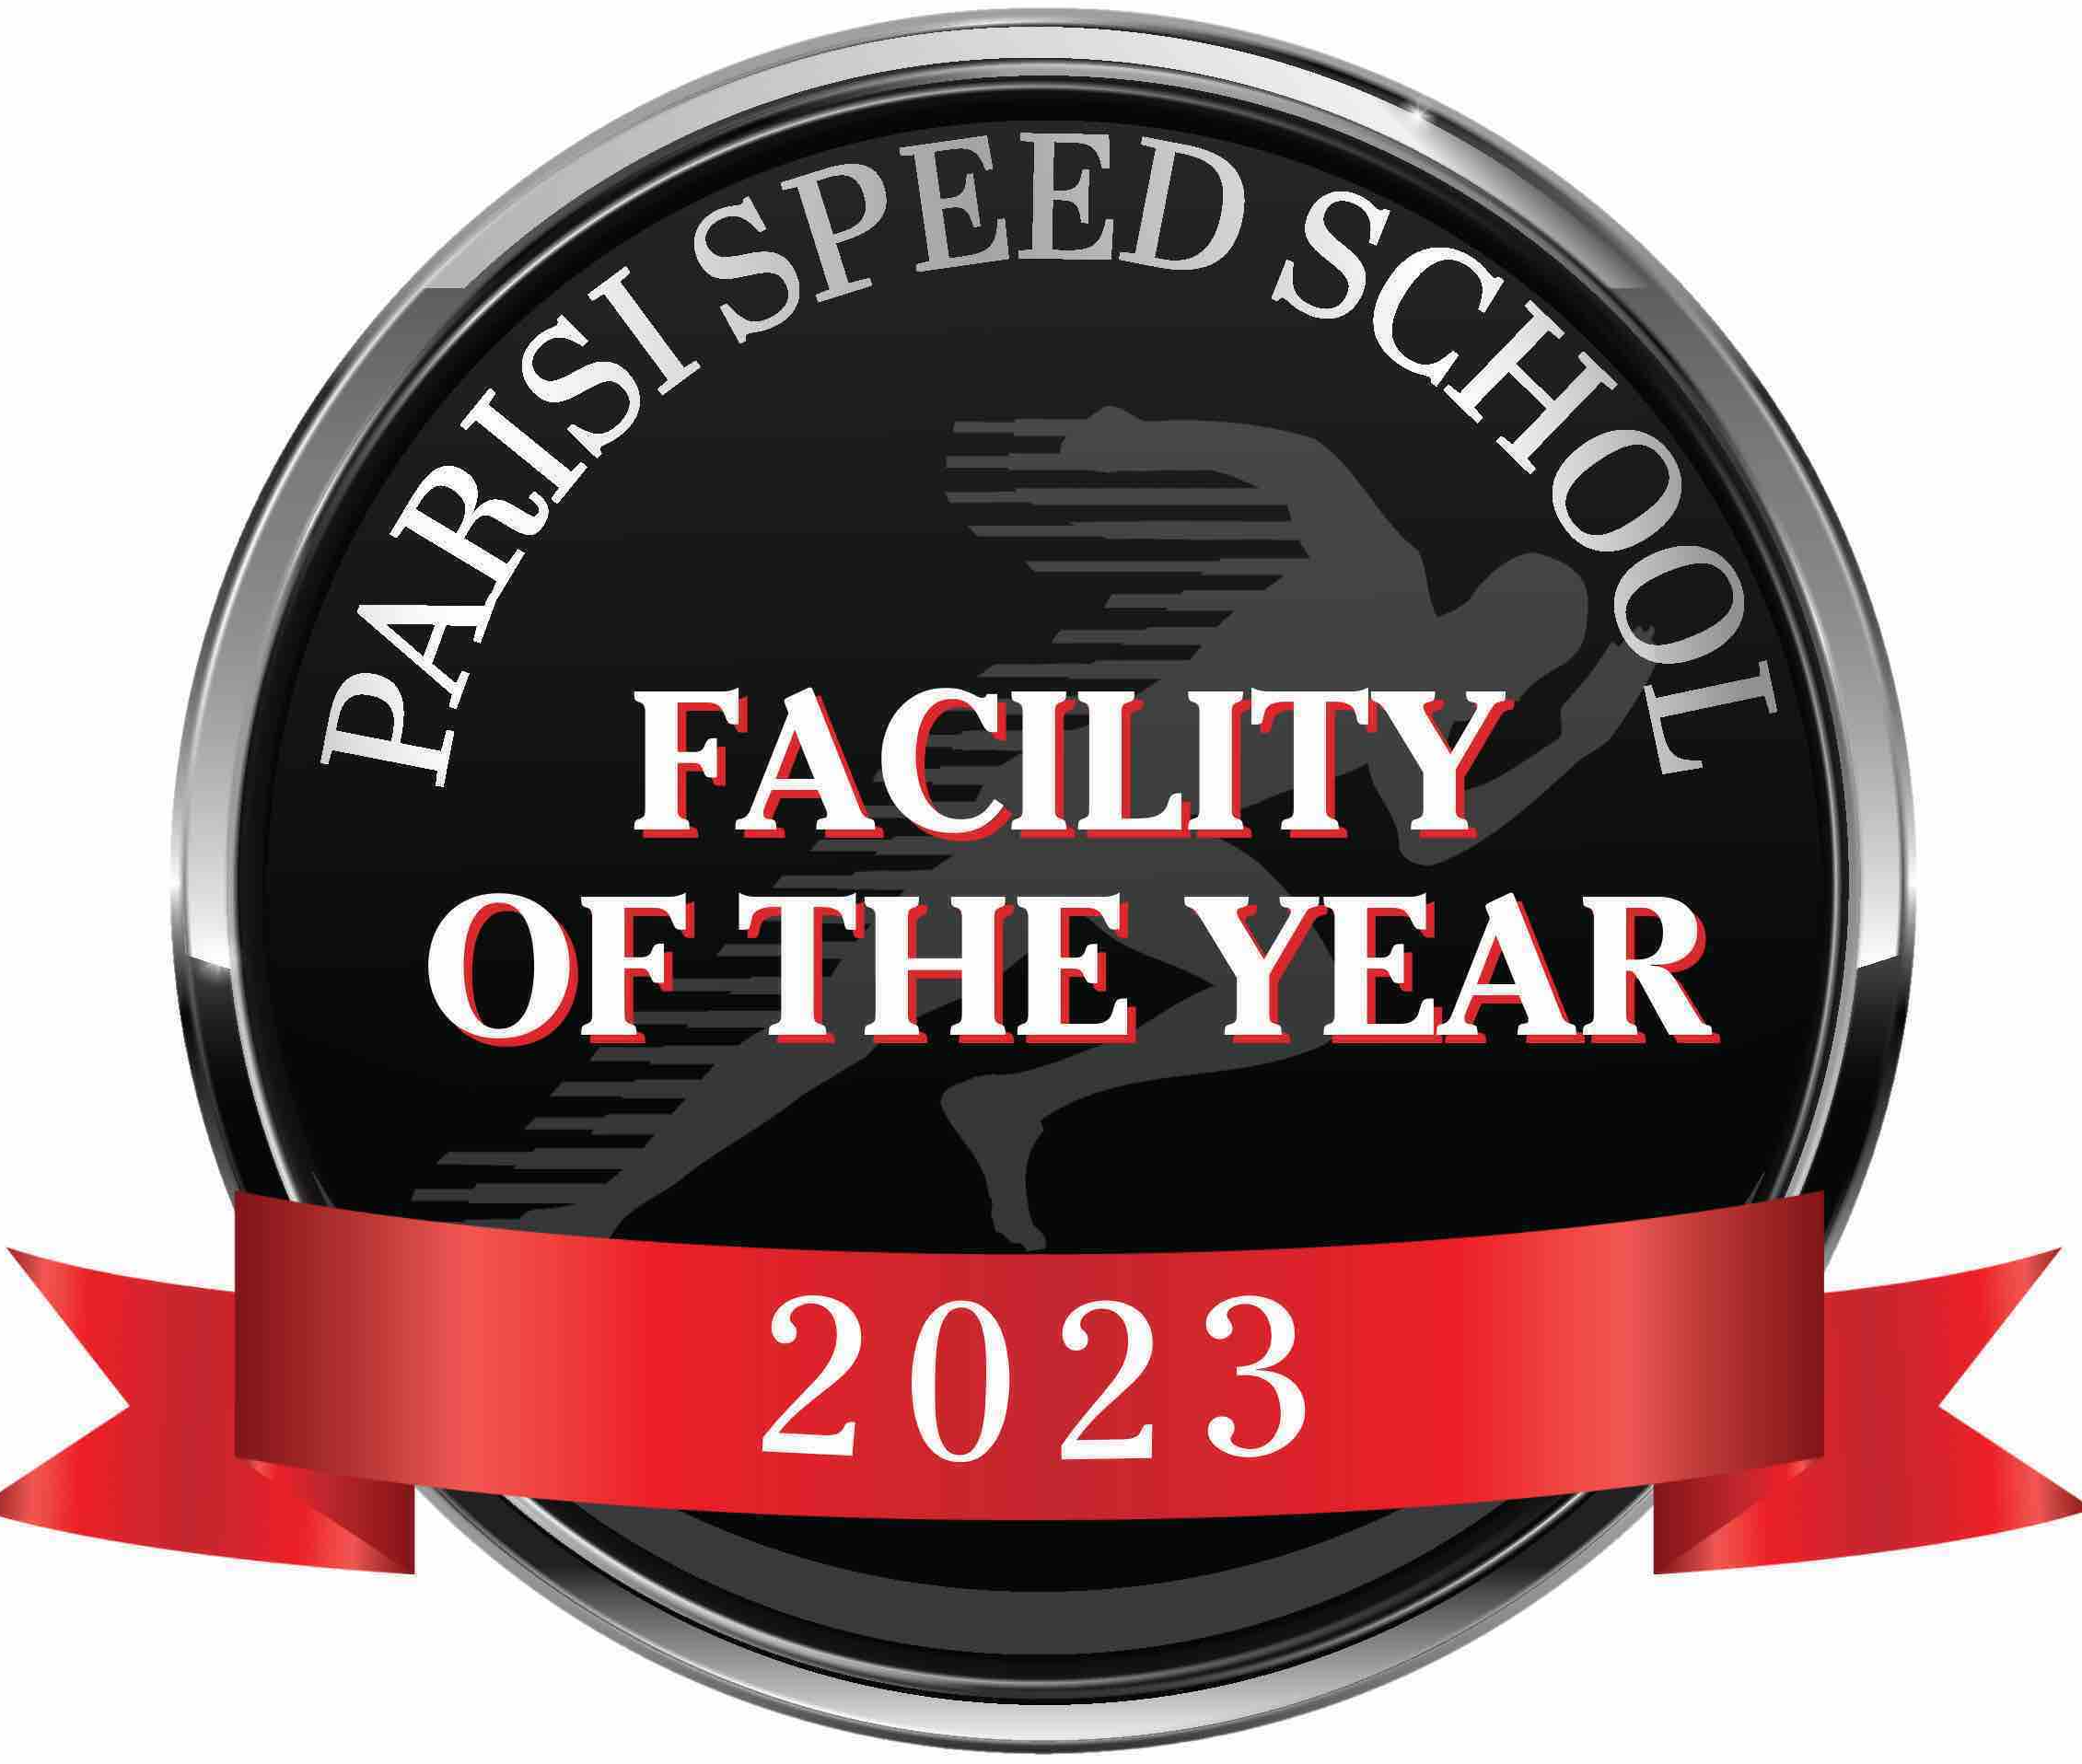 PARISI SPEED SCHOOL
FACILITY
OF THE YEAR
2023